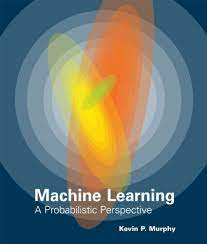 Machine Learning
A Probabilistic Perspective
Kevin P. Murphy